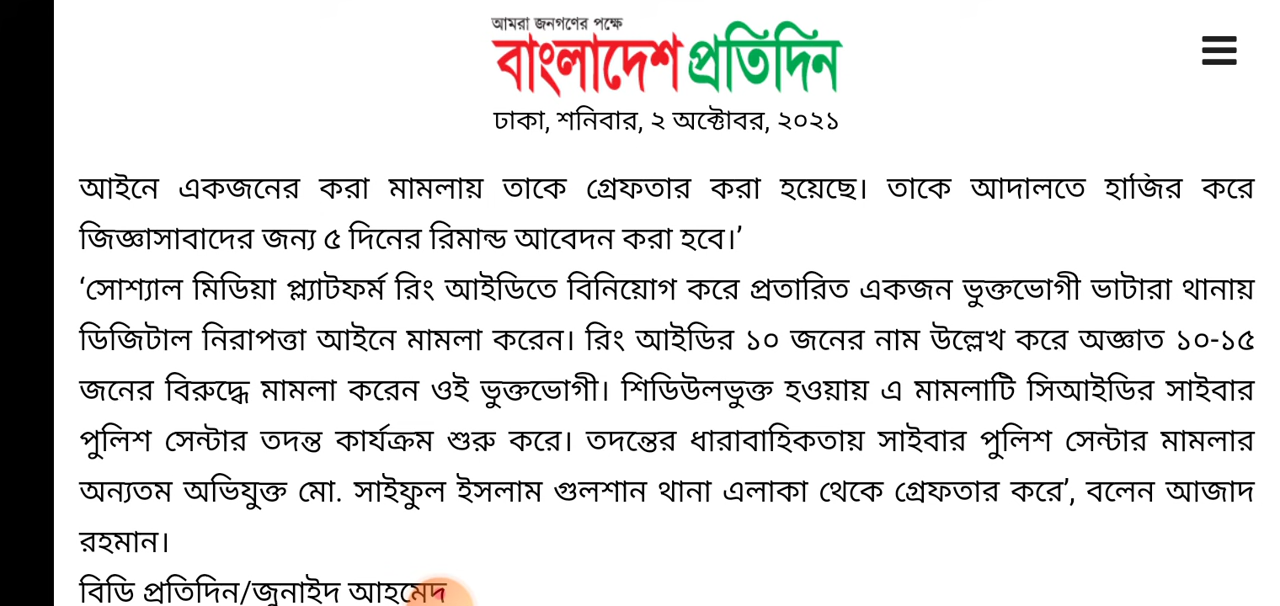 আমরা জনগণের পক্ষে
বাংলাদেশ প্রতিদিন
ঢাকা, শনিবার, ২ অক্টোবর, ২০২১
আইনে একজনের করা মামলায় তাকে গ্রেফতার করা হয়েছে। তাকে আদালতে হাজির করে
জিজ্ঞাসাবাদের জন্য ৫ দিনের রিমান্ড আবেদন করা হবে।’
‘সোশ্যাল মিডিয়া প্ল্যাটফর্ম রিং আইডিতে বিনিয়োগ করে প্রতারিত একজন ভুক্তভোগী ভাটারা থানায়
ডিজিটাল নিরাপত্তা আইনে মামলা করেন। রিং আইডির ১০ জনের নাম উল্লেখ করে অজ্ঞাত ১০-১৫
জনের বিরুদ্ধে মামলা করেন ওই ভুক্তভোগী। শিডিউলভুক্ত হওয়ায় এ মামলাটি সিআইডির সাইবার
পুলিশ সেন্টার তদন্ত কার্যক্রম শুরু করে। তদন্তের ধারাবাহিকতায় সাইবার পুলিশ সেন্টার মামলার
অন্যতম অভিযুক্ত মো. সাইফুল ইসলাম গুলশান থানা এলাকা থেকে গ্রেফতার করে’, বলেন আজাদ
রহমান।
বিডি প্রতিদিন/জুনাইদ আহমেদ